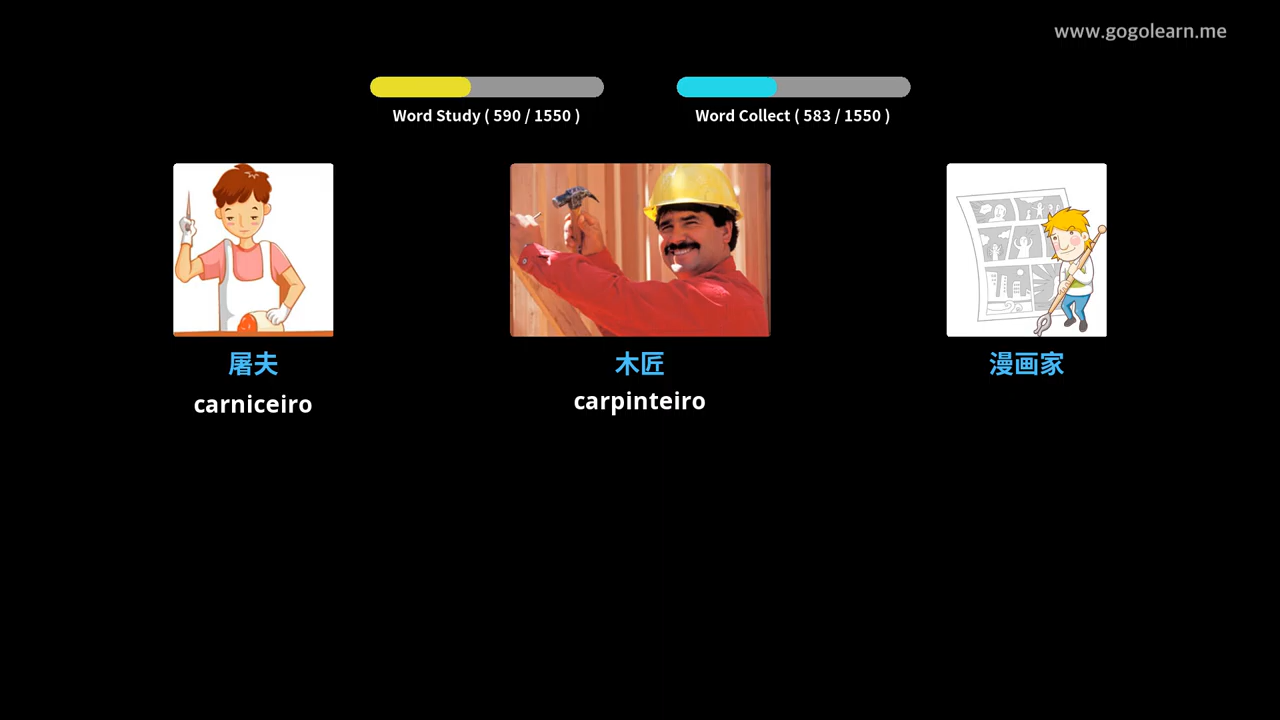 www.gogolearn.me
Word Study ( 590 / 1550 )
Word Collect ( 583 / 1550 )
屠夫
木匠
漫画家
carniceiro
carpinteiro